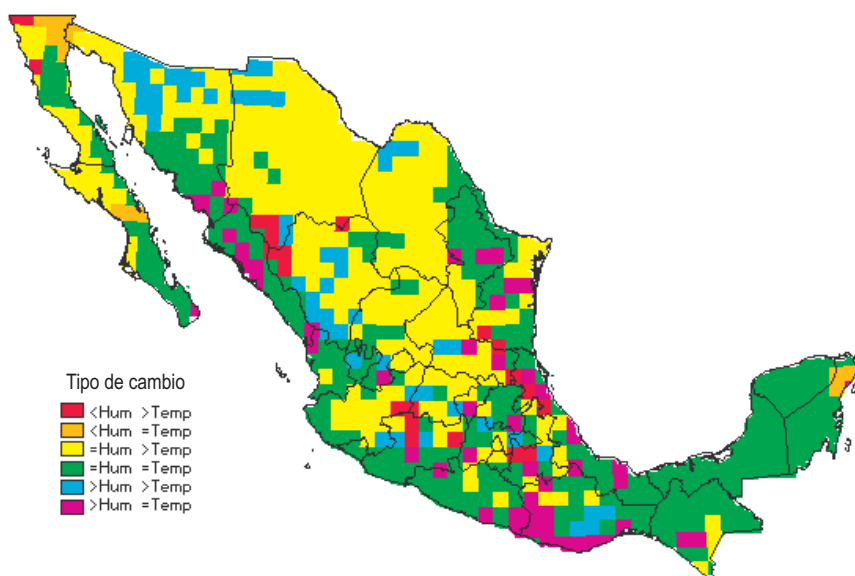 Tipo de cambio
<Hum >Temp
<Hum =Temp
=Hum >Temp
=Hum =Temp
>Hum >Temp
>Hum =Temp